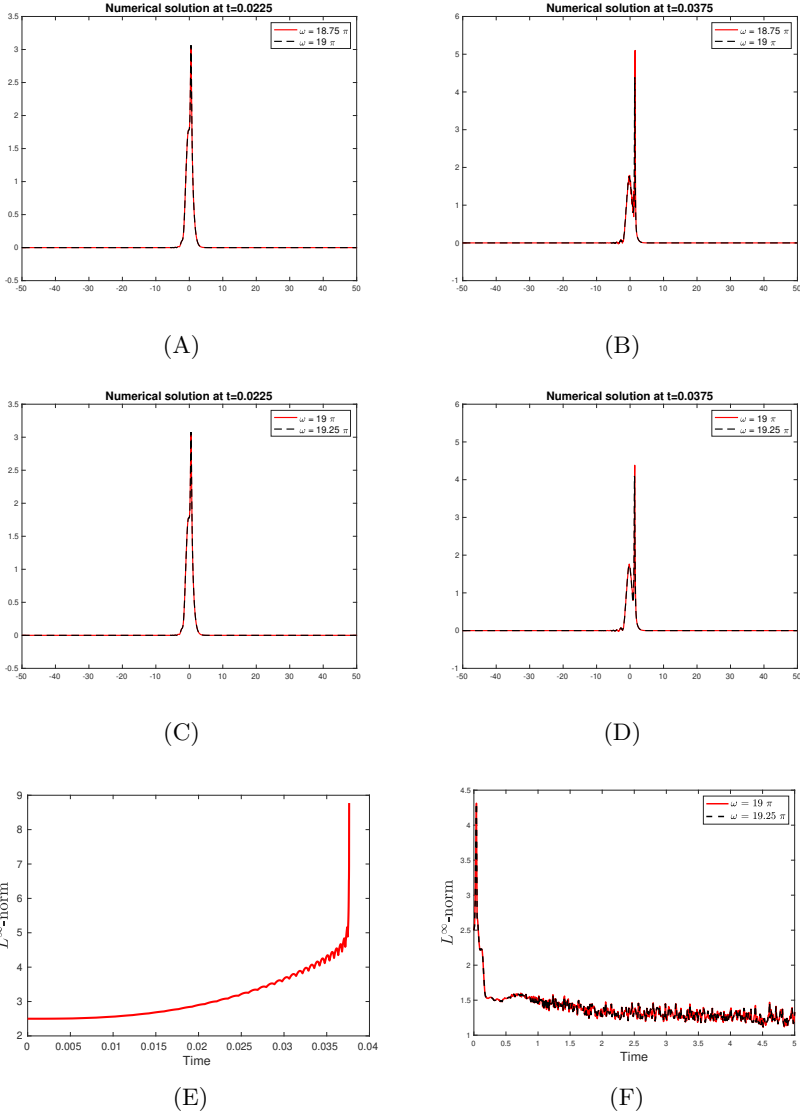 Numerical solution at t=0.0225
ω = 18.75 π
ω = 19 π
3.5
3
2.5
2
1.5
1
0.5
0
-0.5
-50 -40 -30 -20 -10 0 10 20 30 40 50
(A)
Numerical solution at t=0.0375
ω = 18.75 π
ω = 19 π
6
5
4
3
2
1
0
-1
-50 -40 -30 -20 -10 0 10 20 30 40 50
(B)
Numerical solution at t=0.0225
ω = 19 π
ω = 19.25 π
3.5
3
2.5
2
1.5
1
0.5
0
-0.5
-50 -40 -30 -20 -10 0 10 20 30 40 50
(C)
Numerical solution at t=0.0375
ω = 19 π
ω = 19.25 π
6
5
4
3
2
1
0
-1
-50 -40 -30 -20 -10 0 10 20 30 40 50
(D)
9
8
7
6
5
4
3
2
L∞-norm
0 0.005 0.01 0.015 0.02 0.025 0.03 0.035 0.04
Time
(E)
ω = 19 π
ω = 19.25 π
4.5
4
3.5
3
2.5
2
1.5
1
L∞-norm
0 0.5 1 1.5 2 2.5 3 3.5 4 4.5 5
Time
(F)